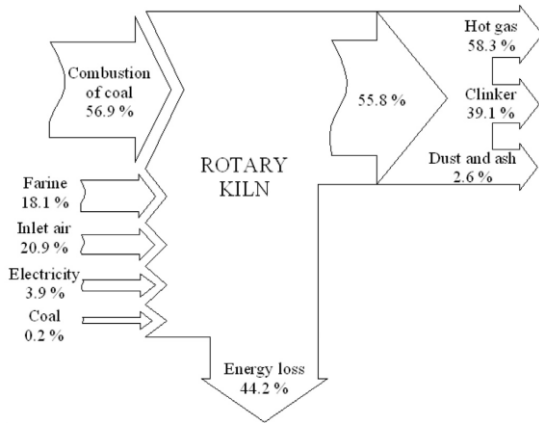 Combustion
of coal
56.9 %
Farine
18.1 %
Inlet air
20.9 %
Electricity
3.9 %
Coal
0.2 %
ROTARY
KILN
55.8 %
Hot gas
58.3 %
Clinker
39.1 %
Dust and ash
2.6 %
Energy loss
44.2 %